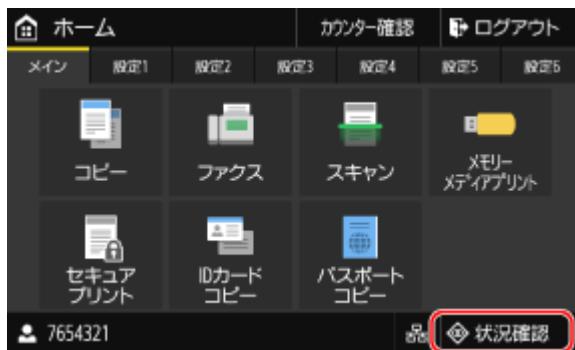 ホーム カウンター確認 ログアウト
メイン 設定1 設定2 設定3 設定4 設定5 設定6
コピー ファクス スキャン メモリー
メディアプリント
セキュア
プリント IDカード
コピー パスポート
コピー
7654321 状況確認